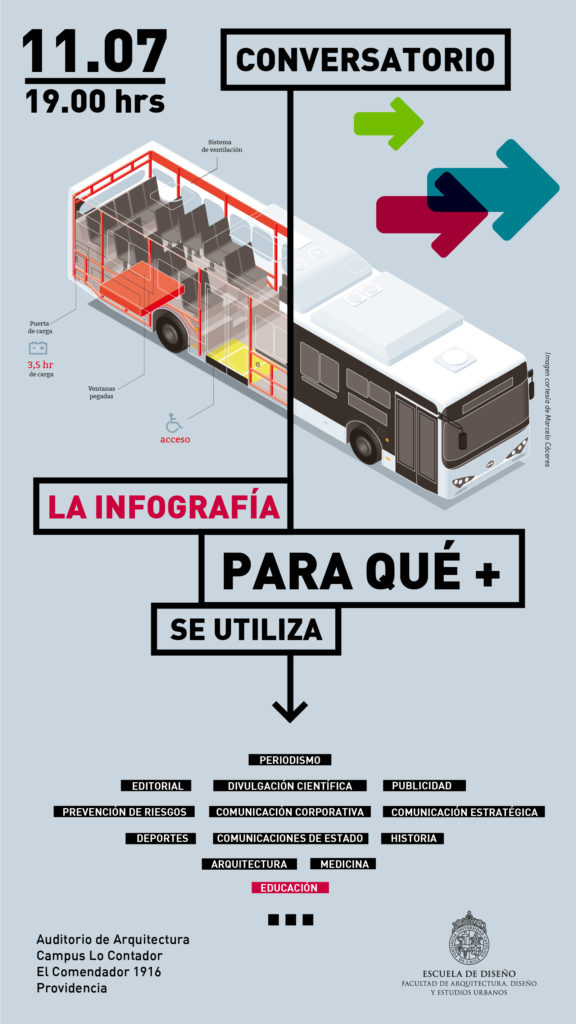 11.07
19.00 hrs
CONVERSATORIO
Sistema
de ventilación
Puerta
de carga
3,5 hr
de carga
Ventanas
pegadas
acceso
Imagen cortesía de Marcelo Cáceres
LA INFOGRAFÍA
PARA QUÉ +
SE UTILIZA
PERIODISMO
EDITORIAL DIVULGACIÓN CIENTÍFICA PUBLICIDAD
PREVENCIÓN DE RIESGOS COMUNICACIÓN CORPORATIVA COMUNICACIÓN ESTRATÉGICA
DEPORTES COMUNICACIONES DE ESTADO HISTORIA
ARQUITECTURA MEDICINA
EDUCACIÓN
...
Auditorio de Arquitectura
Campus Lo Contador
El Comendador 1916
Providencia
ESCUELA DE DISEÑO
FACULTAD DE ARQUITECTURA, DISEÑO
Y ESTUDIOS URBANOS